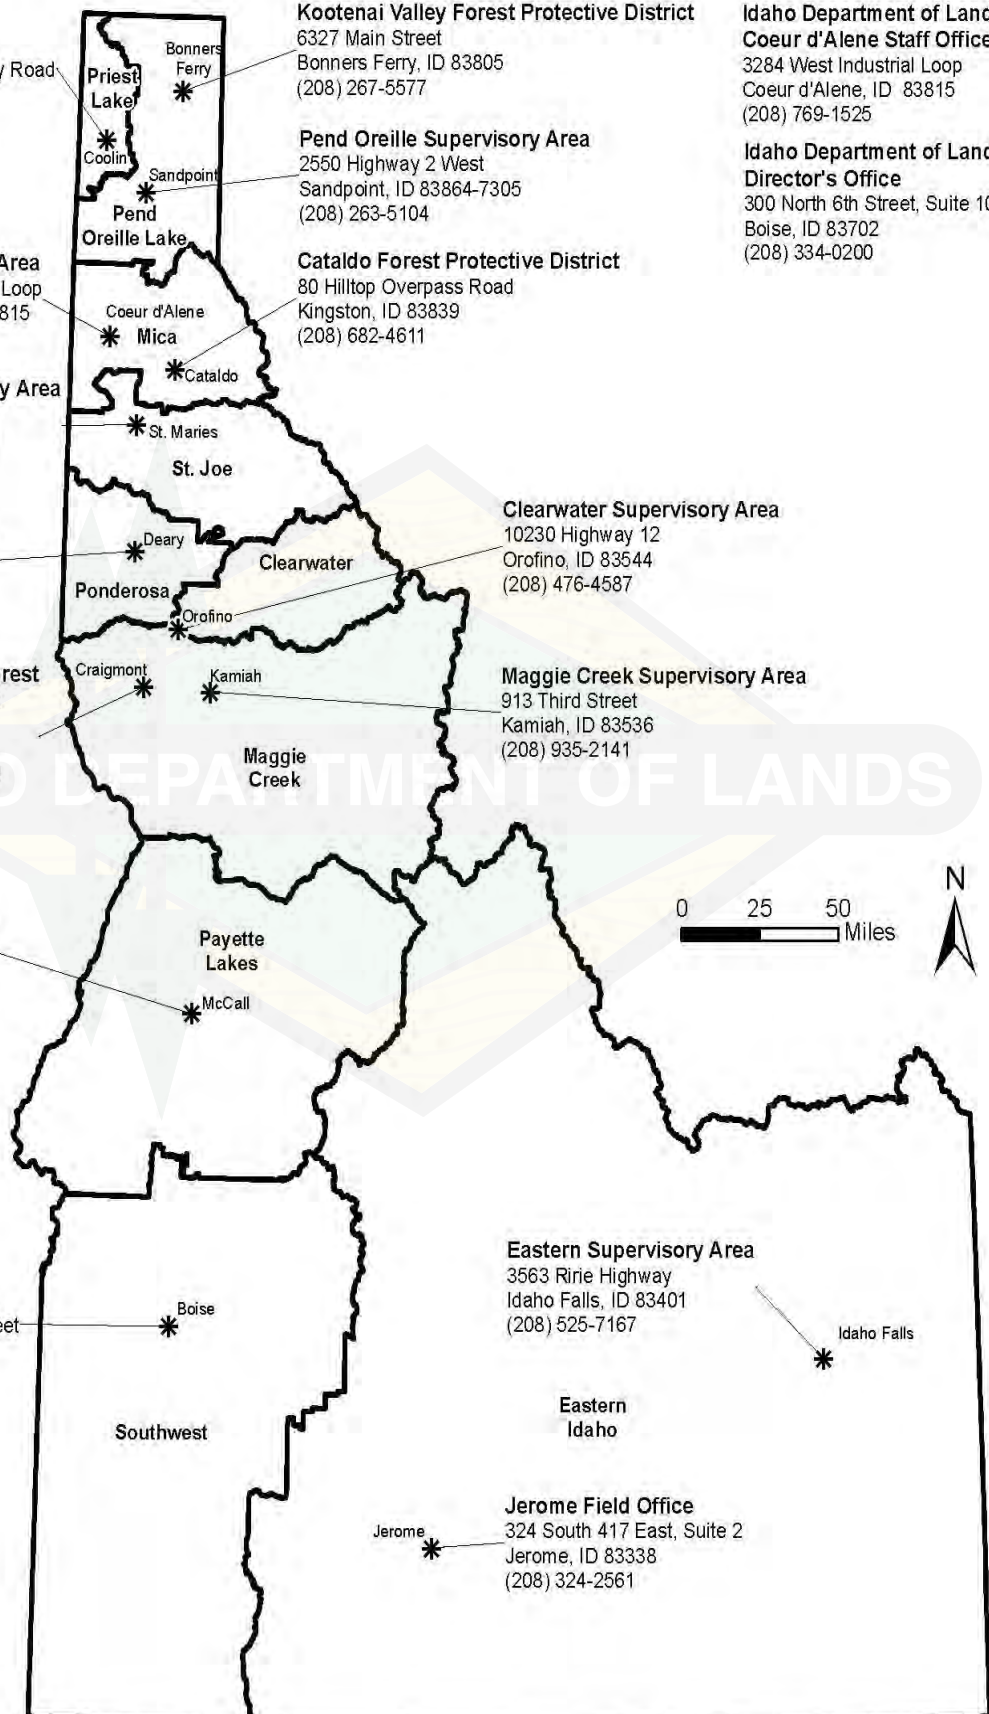 Kootenai Valley Forest Protective District
6327 Main Street
Bonners Ferry, ID 83805
(208) 267-5577
Idaho Department of
Coeur d'Alene Staff Office
3284 West Industrial Loop
Coeur d'Alene, ID 83815
(208) 769-1525
Idaho Department of
Director's Office
300 North 6th Street, Suite
Boise, ID 83702
(208) 334-0200
Pend Oreille Supervisory Area
2550 Highway 2 West
Sandpoint, ID 83864-7305
(208) 263-5104
Cataldo Forest Protective District
80 Hilltop Overpass Road
Kingston, ID 83839
(208) 682-4611
Road
Bonners
Ferry
Priest
Lake
Coolin
Sandpoint
Pend
Oreille Lake
Area
Loop
815
Coeur d'Alene
Mica
Cataldo
y Area
St. Maries
St. Joe
Clearwater Supervisory Area
10230 Highway 12
Orofino, ID 83544
(208) 476-4587
Deary
Clearwater
Ponderosa
Orofino
rest
Craigmont
Kamiah
Maggie Creek Supervisory Area
913 Third Street
Kamiah, ID 83536
(208) 935-2141
Maggie
Creek
DEPARTMENT OF LANDS
N
0 25 50
Miles
Payette
Lakes
McCall
Eastern Supervisory Area
3563 Ririe Highway
Idaho Falls, ID 83401
(208) 525-7167
Idaho Falls
eet
Boise
Eastern
Idaho
Southwest
Jerome Field Office
324 South 417 East, Suite 2
Jerome, ID 83338
(208) 324-2561
Jerome